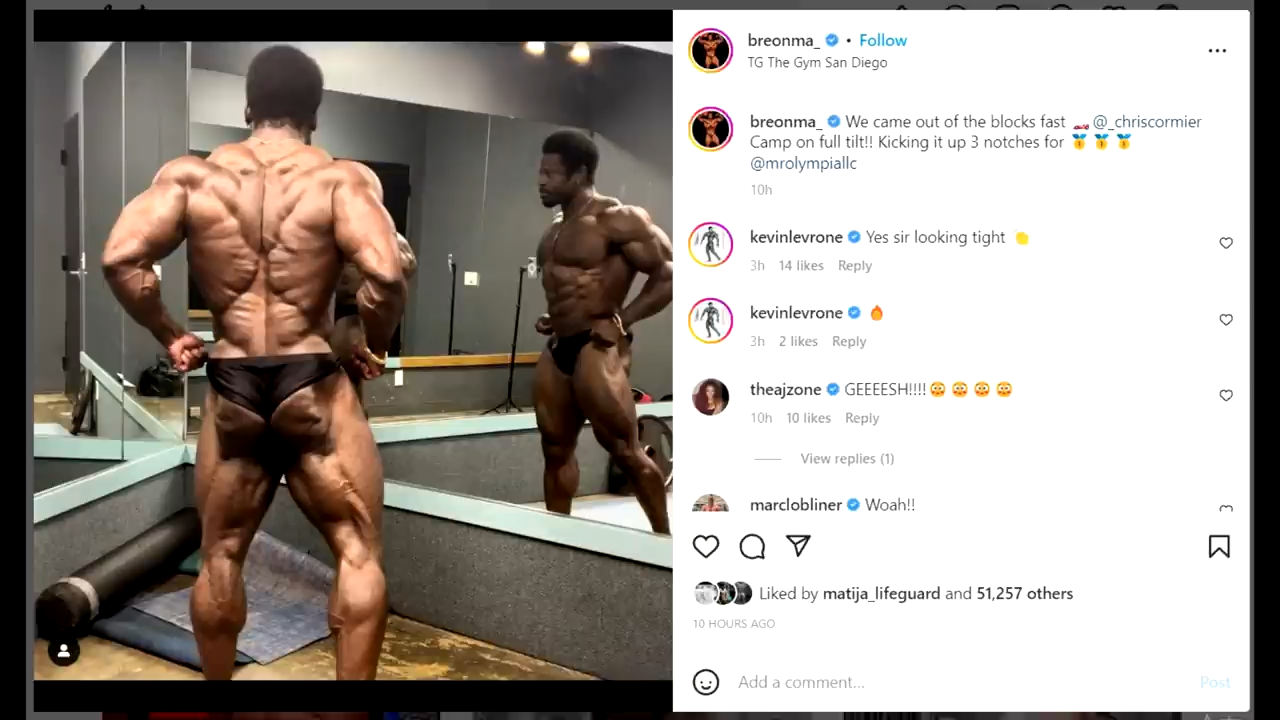 breonma_ • Follow
TG The Gym San Diego
breonma_ We came out of the blocks fast 🏎️ @_chriscormier
Camp on full tilt!! Kicking it up 3 notches for 🥇 🥇 🥇
@mrolympiallc
10h
kevinlevrone Yes sir looking tight 👏
3h 14 likes Reply
kevinlevrone 🔥
3h 2 likes Reply
theajzone GEEEESH!!!! 😳 😳 😳 😳
10h 10 likes Reply
View replies (1)
marclobliner Woah!!
Liked by matija_lifeguard and 51,257 others
10 HOURS AGO
Add a comment...
Post